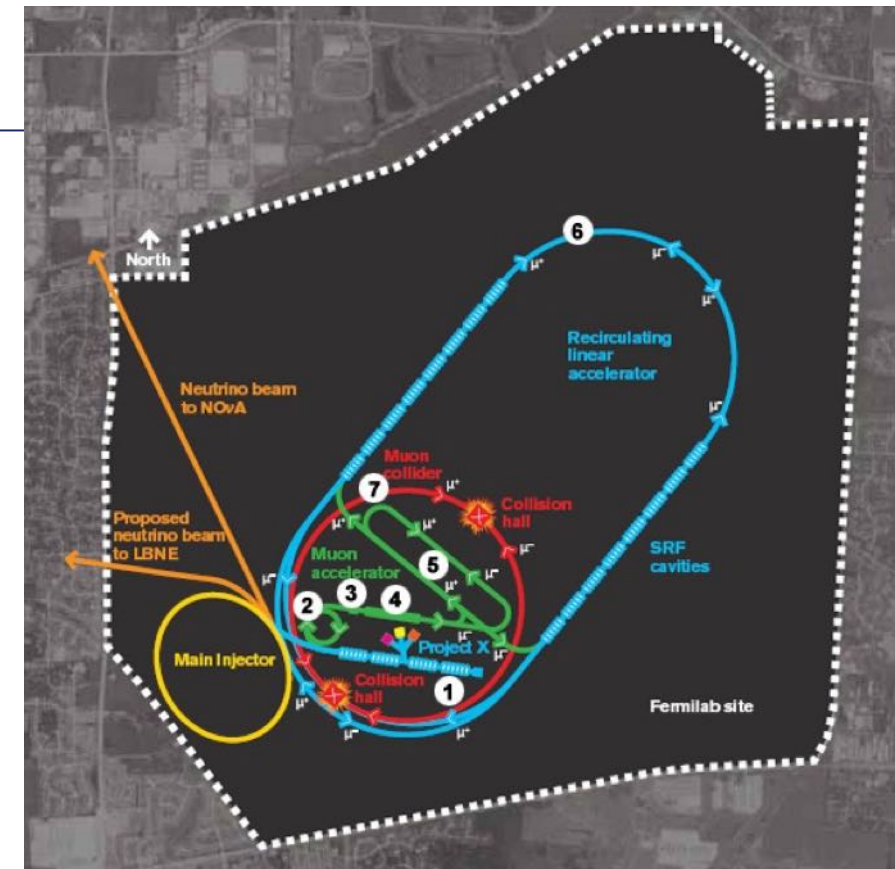 North
6
μ⁺
μ⁻
μ⁺
Recirculating
linear
accelerator
Neutrino beam
to NOνA
μ⁻
Muon
collider
7
μ⁺
Collision
hall
Proposed
neutrino beam
to LBNE
μ⁺
μ⁺
μ⁻
SRF
cavities
Muon
accelerator
μ⁻
5
μ⁺
μ⁻
2
3
4
μ⁻
μ⁻
Project X
Main Injector
Collision
hall
1
μ⁺
μ⁻
μ⁺
Fermilab site